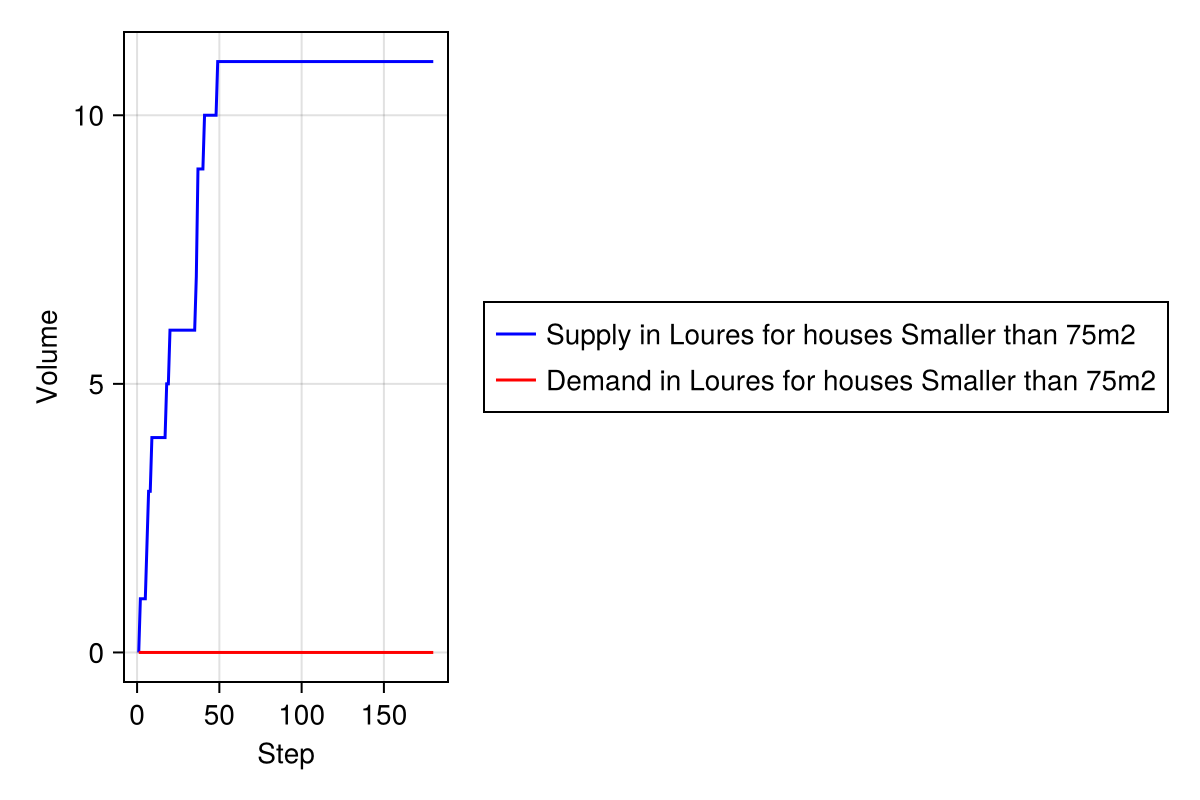 10
5
0
Volume
0 50 100 150
Step
Supply in Loures for houses Smaller than 75m2
Demand in Loures for houses Smaller than 75m2